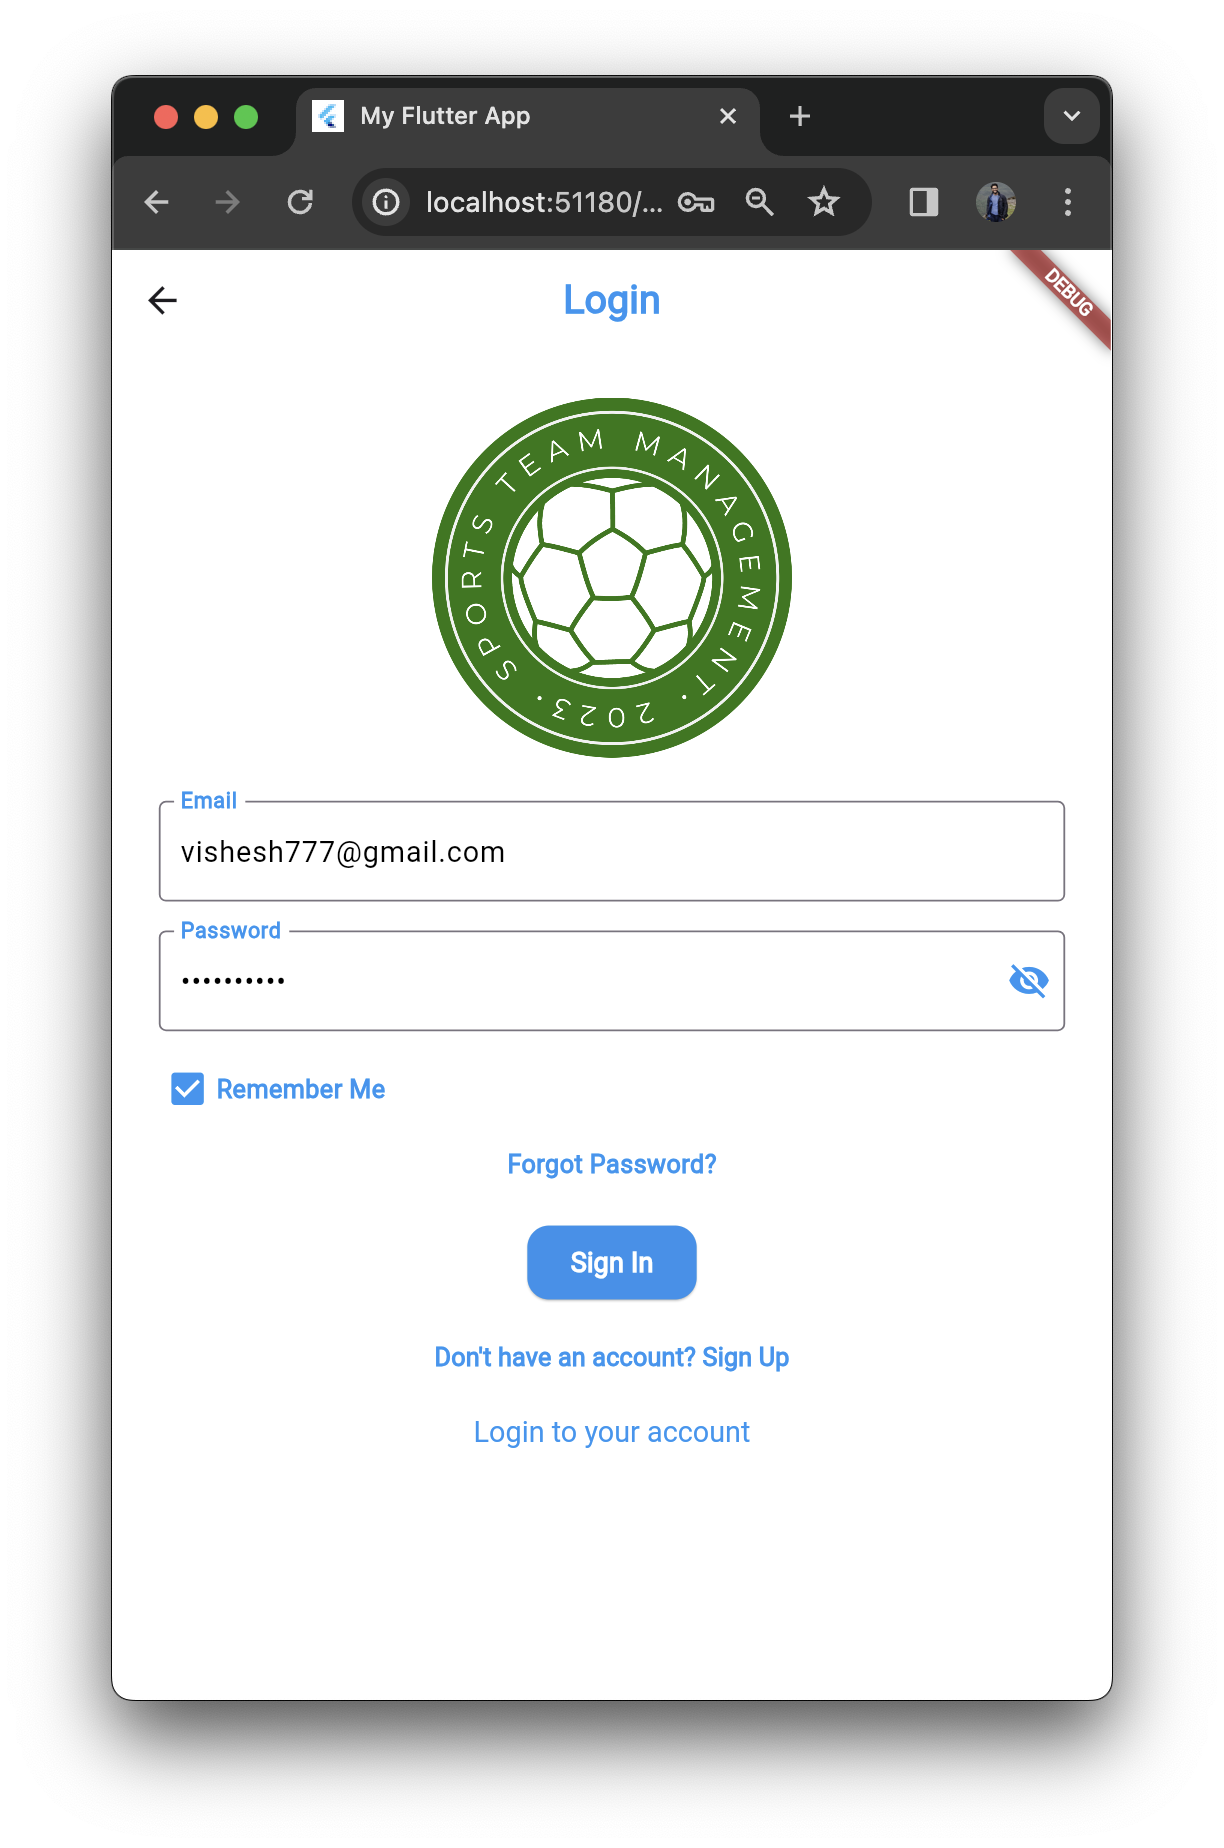 My Flutter App
localhost:51180/...
Login
DEBUG
SPORTS TEAM MANAGEMENT · 2023 ·
Email
vishesh777@gmail.com
Password
••••••••••
Remember Me
Forgot Password?
Sign In
Don't have an account? Sign Up
Login to your account